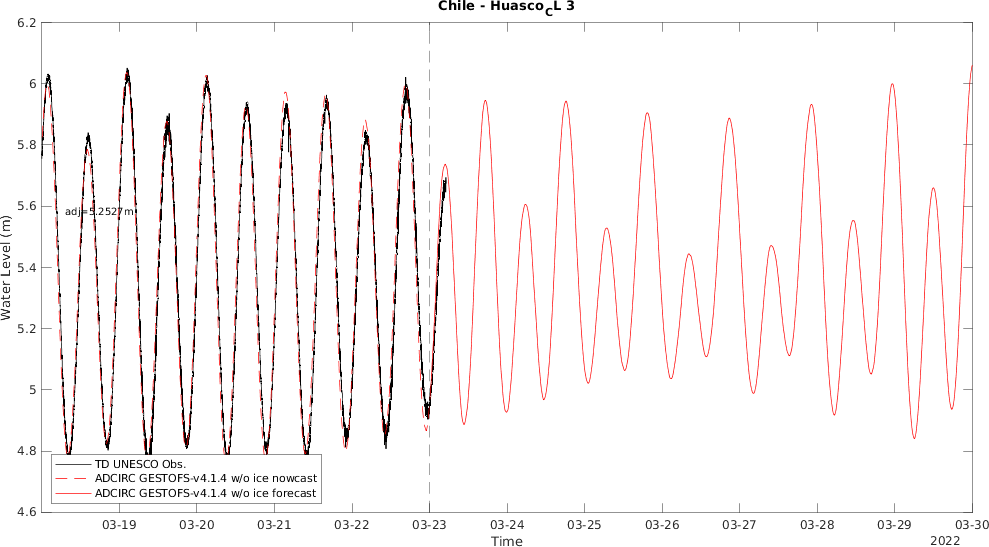 Chile - Huasco_CL 3
6.2
6
5.8
5.6
5.4
5.2
5
4.8
4.6
Water Level (m)
adj=5.2527m
TD UNESCO Obs.
ADCIRC GESTOFS-v4.1.4 w/o ice nowcast
ADCIRC GESTOFS-v4.1.4 w/o ice forecast
03-19 03-20 03-21 03-22 03-23 03-24 03-25 03-26 03-27 03-28 03-29 03-30
Time
2022